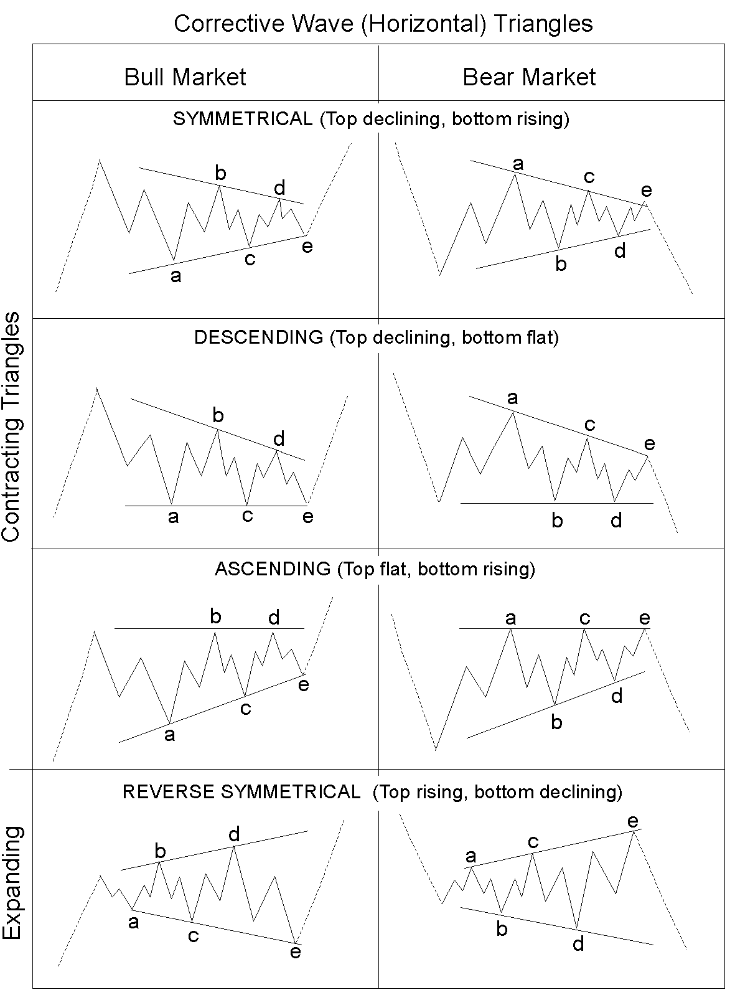 Corrective Wave (Horizontal) Triangles
Bull Market
Bear Market
Contracting Triangles
SYMMETRICAL (Top declining, bottom rising)
b
d
a
c
e
a
c
e
b
d
DESCENDING (Top declining, bottom flat)
b
d
a
c
e
a
c
e
b
d
ASCENDING (Top flat, bottom rising)
b
d
a
c
e
a
c
e
b
d
Expanding
REVERSE SYMMETRICAL (Top rising, bottom declining)
b
d
a
c
e
a
c
e
b
d